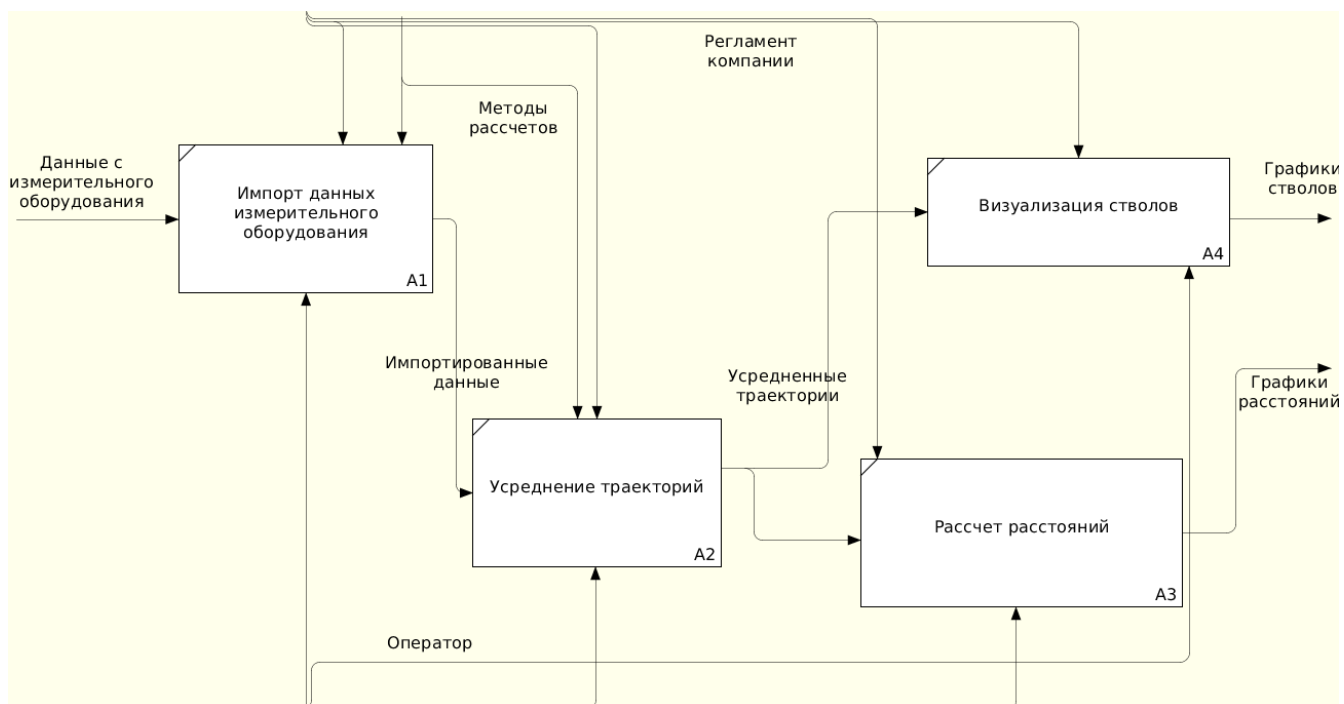 Регламент
компании
Методы
рассчетов
Данные с
измерительного
оборудования
Импорт данных
измерительного
оборудования
A1
Визуализация стволов
A4
Графики
стволов
Импортированные
данные
Усредненные
траектории
Графики
расстояний
Усреднение траекторий
A2
Рассчет расстояний
A3
Оператор